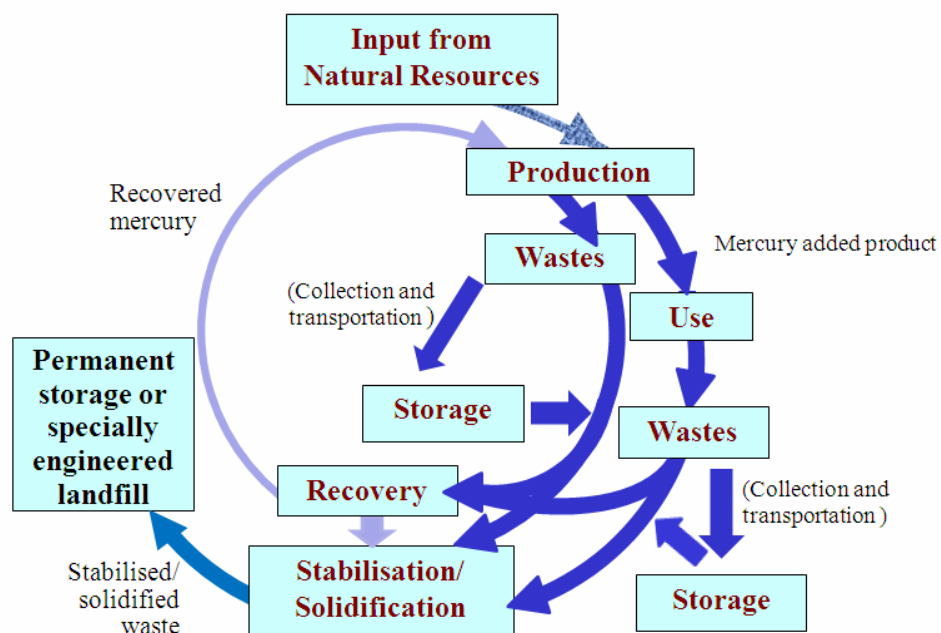 Input from
Natural Resources
Production
Recovered
mercury
Wastes
Mercury added product
(Collection and
transportation )
Use
Permanent
storage or
specially
engineered
landfill
Storage
Wastes
Recovery
(Collection and
transportation )
Stabilised/
solidified
waste
Stabilisation/
Solidification
Storage